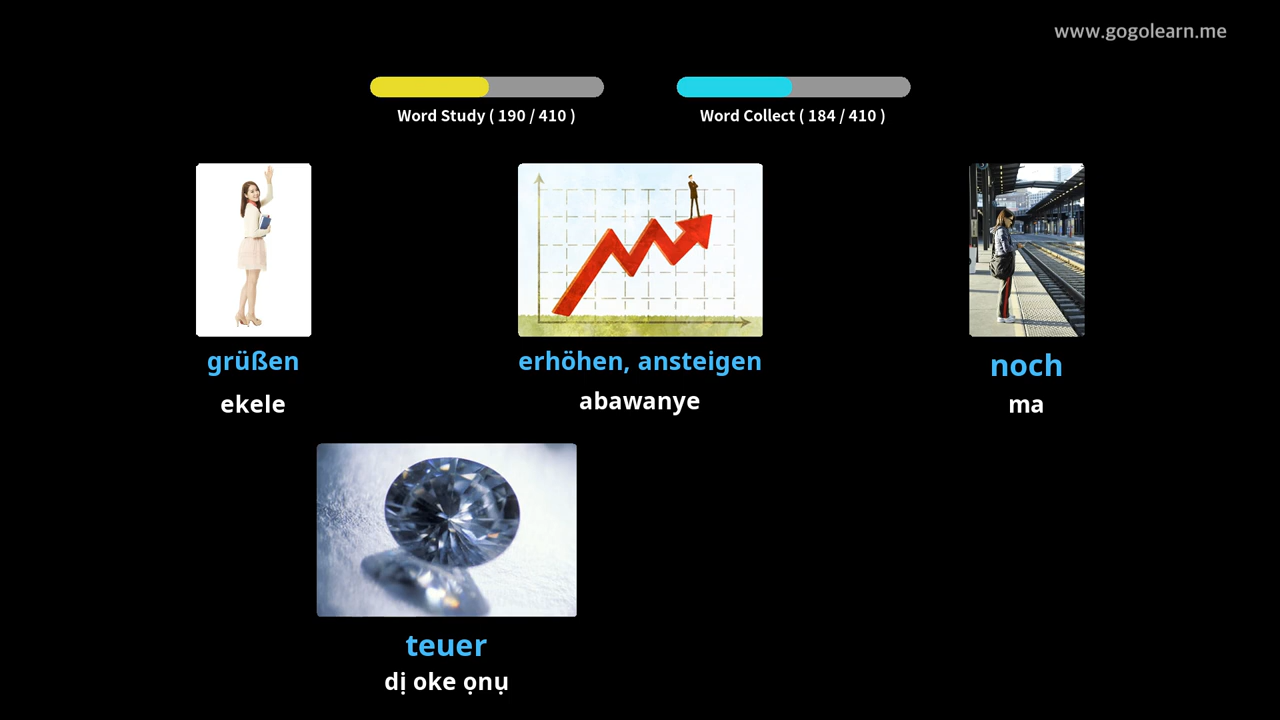 www.gogolearn.me
Word Study ( 190 / 410 )
Word Collect ( 184 / 410 )
grüßen
erhöhen, ansteigen
noch
ekele
abawanye
ma
teuer
dị oke ọnụ